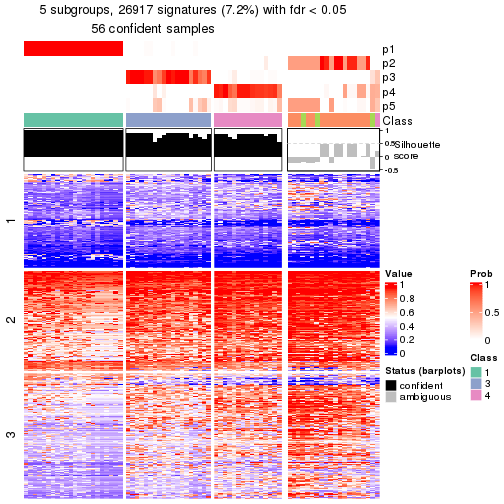 5 subgroups, 26917 signatures (7.2%) with fdr < 0.05
56 confident samples
p1
p2
p3
p4
p5
Class
1
0.5
0
-0.5
Silhouette
score
1
2
3
Value
1
0.8
0.6
0.4
0.2
0
Prob
1
0.5
0
Status (barplots)
confident
ambiguous
Class
1
3
4